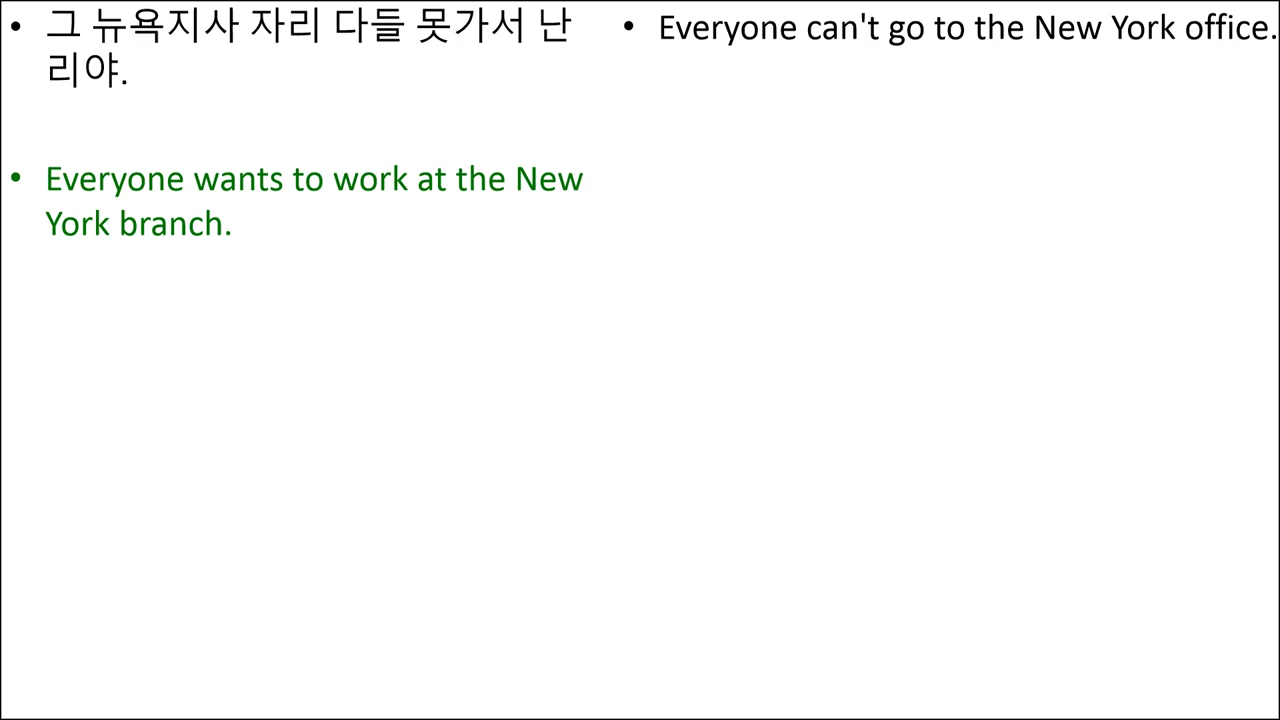 • 그 뉴욕지사 자리 다들 못가서 난
리야.
• Everyone wants to work at the New
York branch.
• Everyone can't go to the New York office.